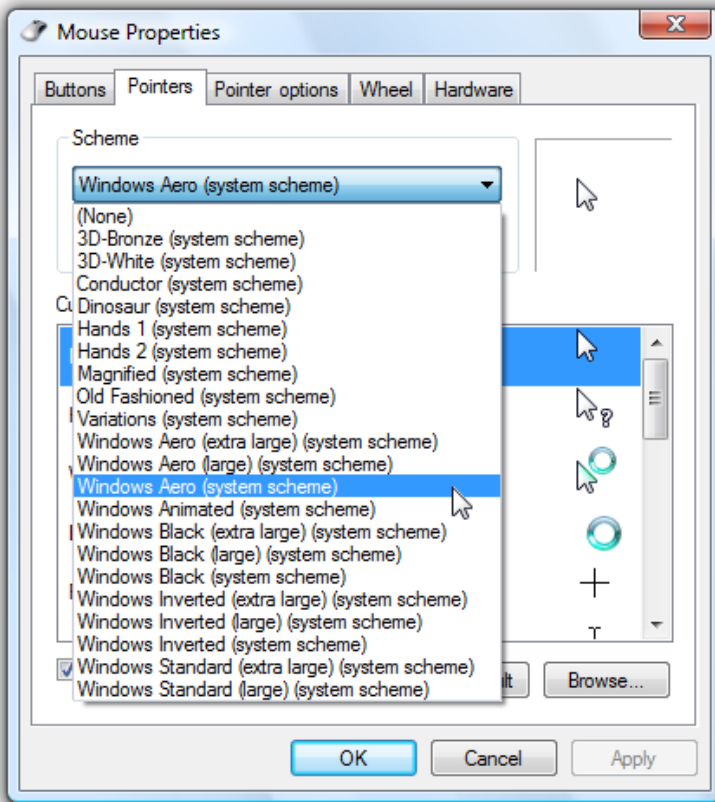 Mouse Properties
Buttons Pointers Pointer options Wheel Hardware
Scheme
Windows Aero (system scheme)
(None)
3D-Bronze (system scheme)
3D-White (system scheme)
Conductor (system scheme)
Dinosaur (system scheme)
Hands 1 (system scheme)
Hands 2 (system scheme)
Magnified (system scheme)
Old Fashioned (system scheme)
Variations (system scheme)
Windows Aero (extra large) (system scheme)
Windows Aero (large) (system scheme)
Windows Aero (system scheme)
Windows Animated (system scheme)
Windows Black (extra large) (system scheme)
Windows Black (large) (system scheme)
Windows Black (system scheme)
Windows Inverted (extra large) (system scheme)
Windows Inverted (large) (system scheme)
Windows Inverted (system scheme)
Windows Standard (extra large) (system scheme)
Windows Standard (large) (system scheme)
Browse...
OK Cancel Apply